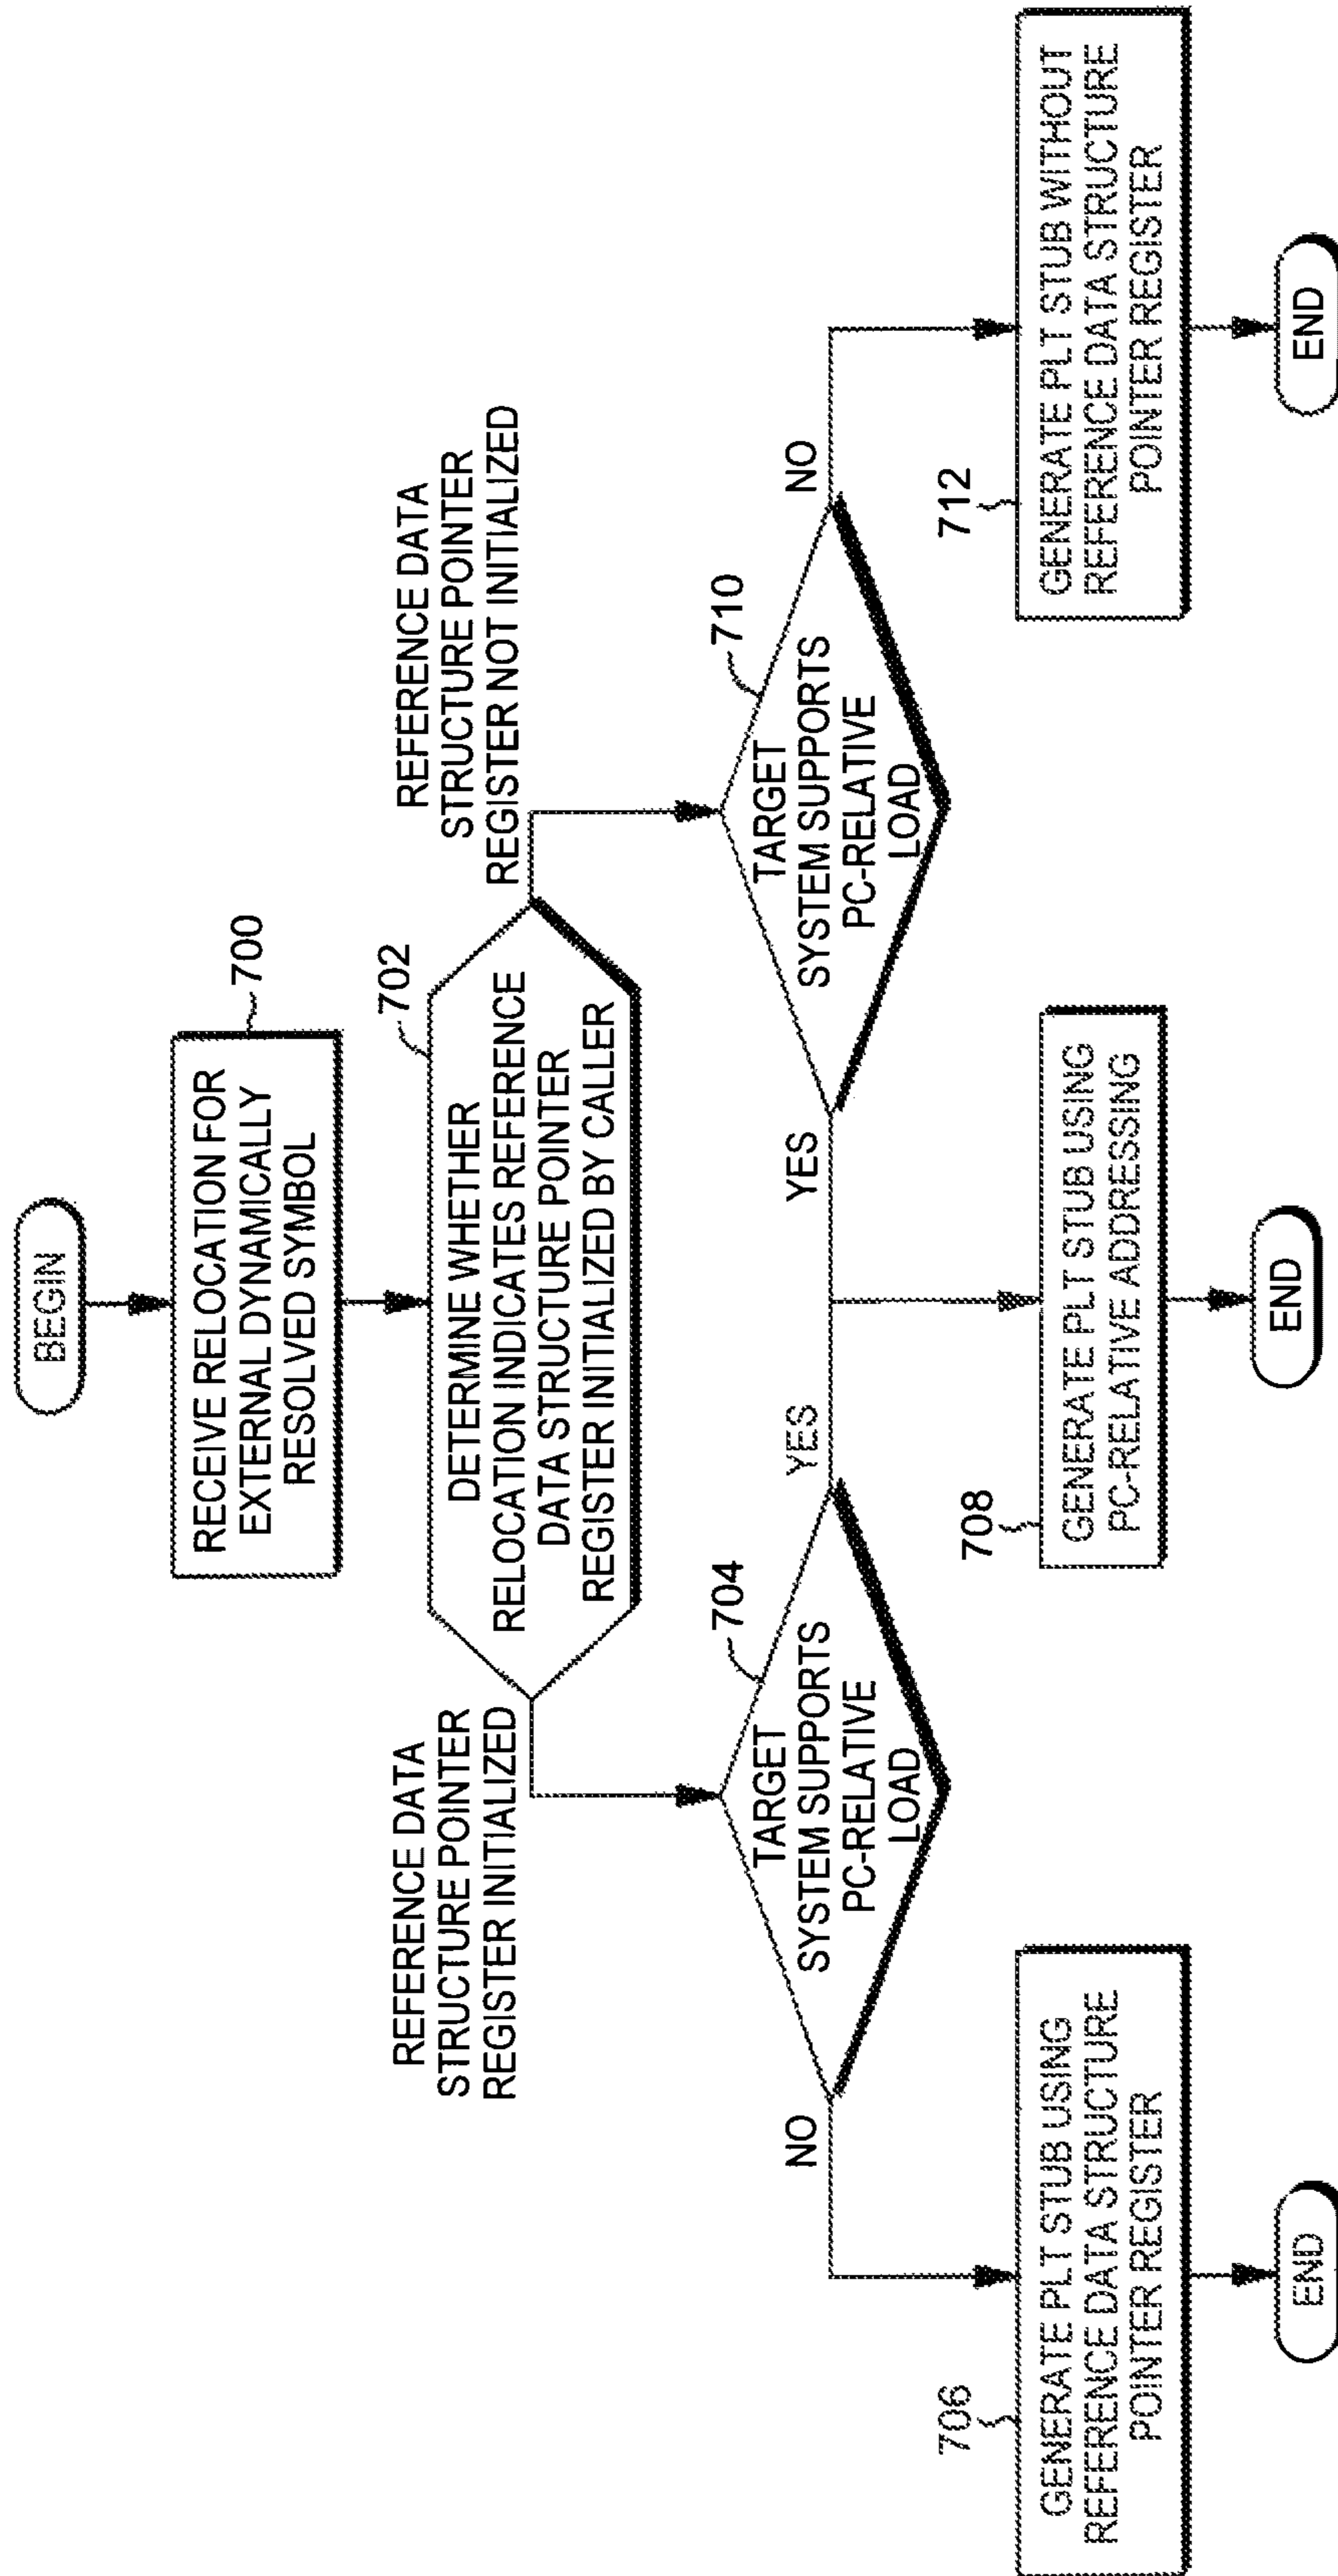 BEGIN
RECEIVE RELOCATION FOR
EXTERNAL DYNAMICALLY
RESOLVED SYMBOL
700
702
DETERMINE WHETHER
RELOCATION INDICATES REFERENCE
DATA STRUCTURE POINTER
REGISTER INITIALIZED BY CALLER
REFERENCE DATA
STRUCTURE POINTER
REGISTER INITIALIZED
REFERENCE DATA
STRUCTURE POINTER
REGISTER NOT INITIALIZED
704
TARGET
SYSTEM SUPPORTS
PC-RELATIVE
LOAD
NO
YES
710
TARGET
SYSTEM SUPPORTS
PC-RELATIVE
LOAD
YES
NO
706
GENERATE PLT STUB USING
REFERENCE DATA STRUCTURE
POINTER REGISTER
END
708
GENERATE PLT STUB USING
PC-RELATIVE ADDRESSING
END
712
GENERATE PLT STUB WITHOUT
REFERENCE DATA STRUCTURE
POINTER REGISTER
END